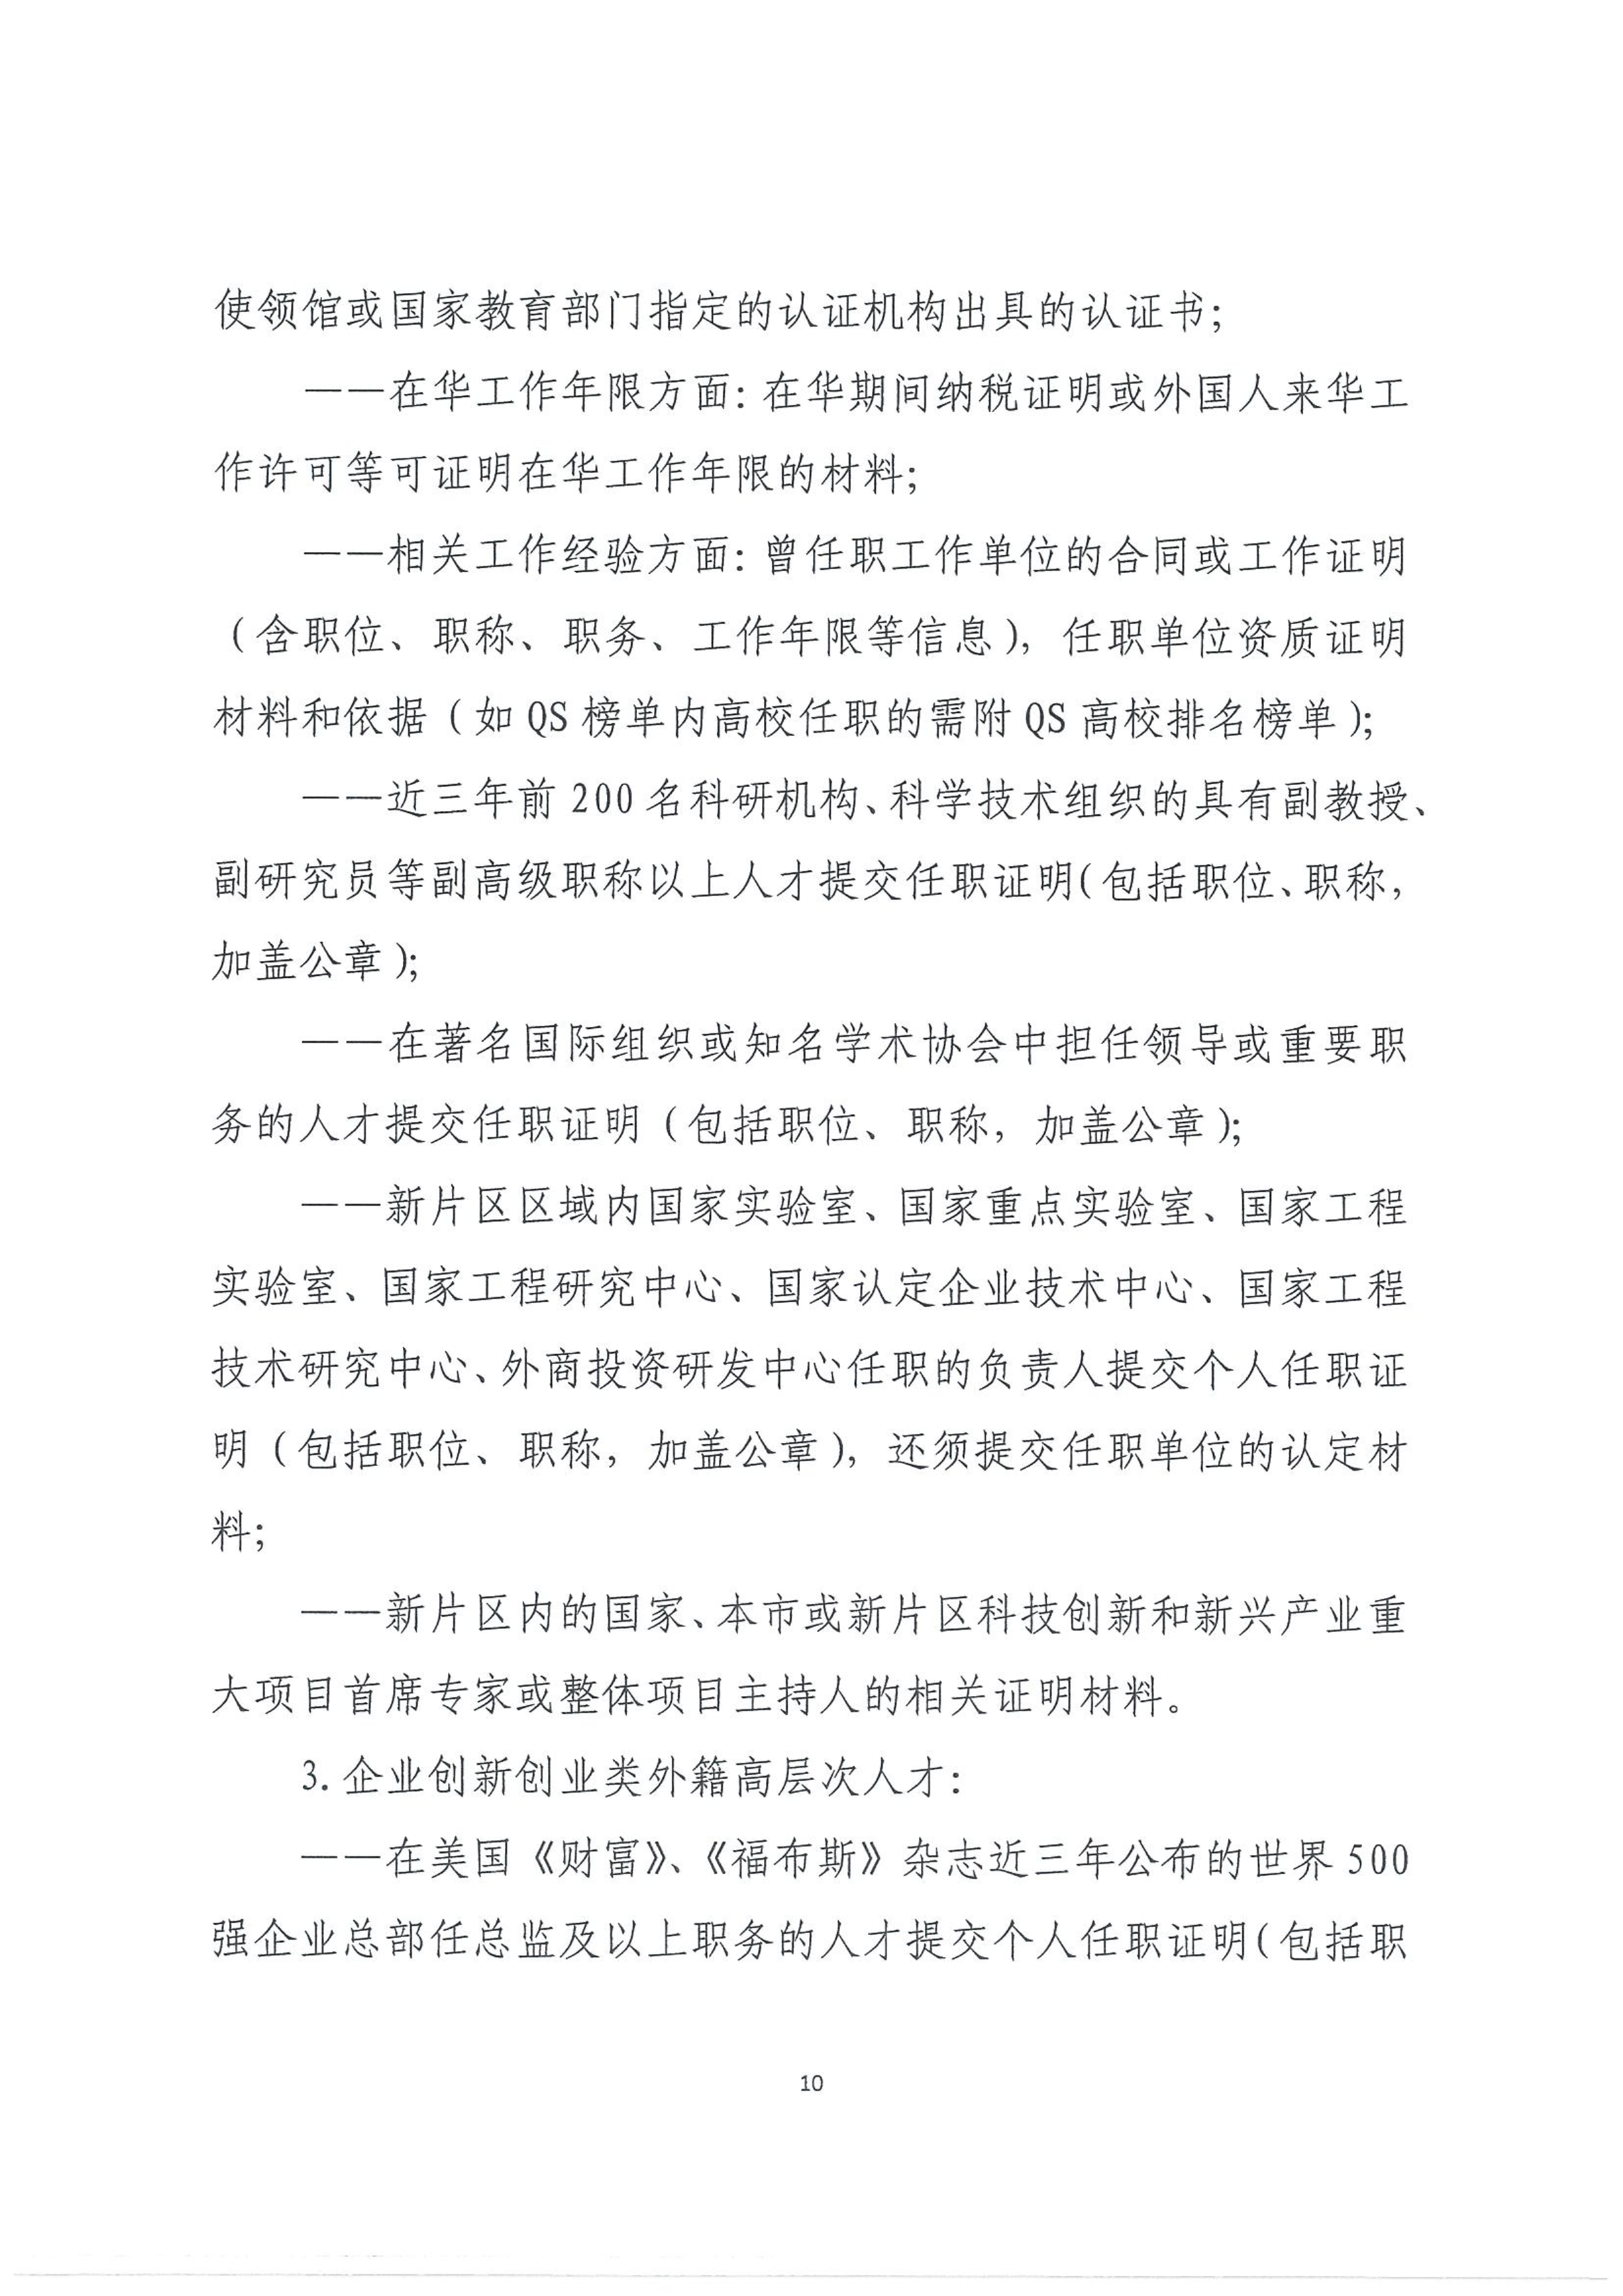 使领馆或国家教育部门指定的认证机构出具的认证书；
——在华工作年限方面：在华期间纳税证明或外国人来华工
作许可等可证明在华工作年限的材料；
——相关工作经验方面：曾任职工作单位的合同或工作证明
（含职位、职称、职务、工作年限等信息），任职单位资质证明
材料和依据（如 QS 榜单内高校任职的需附 QS 高校排名榜单）；
——近三年前 200 名科研机构、科学技术组织的具有副教授、
副研究员等副高级职称以上人才提交任职证明（包括职位、职称，
加盖公章）；
——在著名国际组织或知名学术协会中担任领导或重要职
务的人才提交任职证明（包括职位、职称，加盖公章）；
——新片区区域内国家实验室、国家重点实验室、国家工程
实验室、国家工程研究中心、国家认定企业技术中心、国家工程
技术研究中心、外商投资研发中心任职的负责人提交个人任职证
明（包括职位、职称，加盖公章），还须提交任职单位的认定材
料；
——新片区内的国家、本市或新片区科技创新和新兴产业重
大项目首席专家或整体项目主持人的相关证明材料。
3. 企业创新创业类外籍高层次人才：
——在美国《财富》、《福布斯》杂志近三年公布的世界 500
强企业总部任总监及以上职务的人才提交个人任职证明（包括职
10